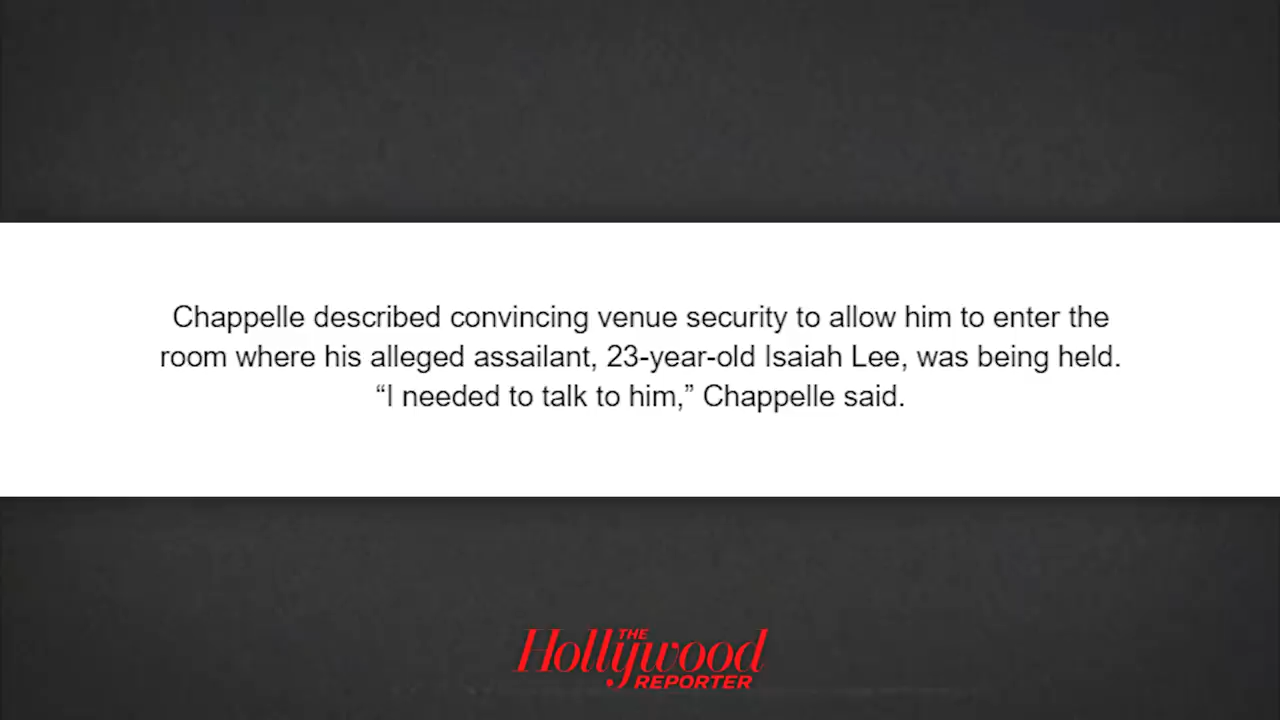 Chappelle described convincing venue security to allow him to enter the
room where his alleged assailant, 23-year-old Isaiah Lee, was being held.
“I needed to talk to him,” Chappelle said.
THE
Hollywood
REPORTER